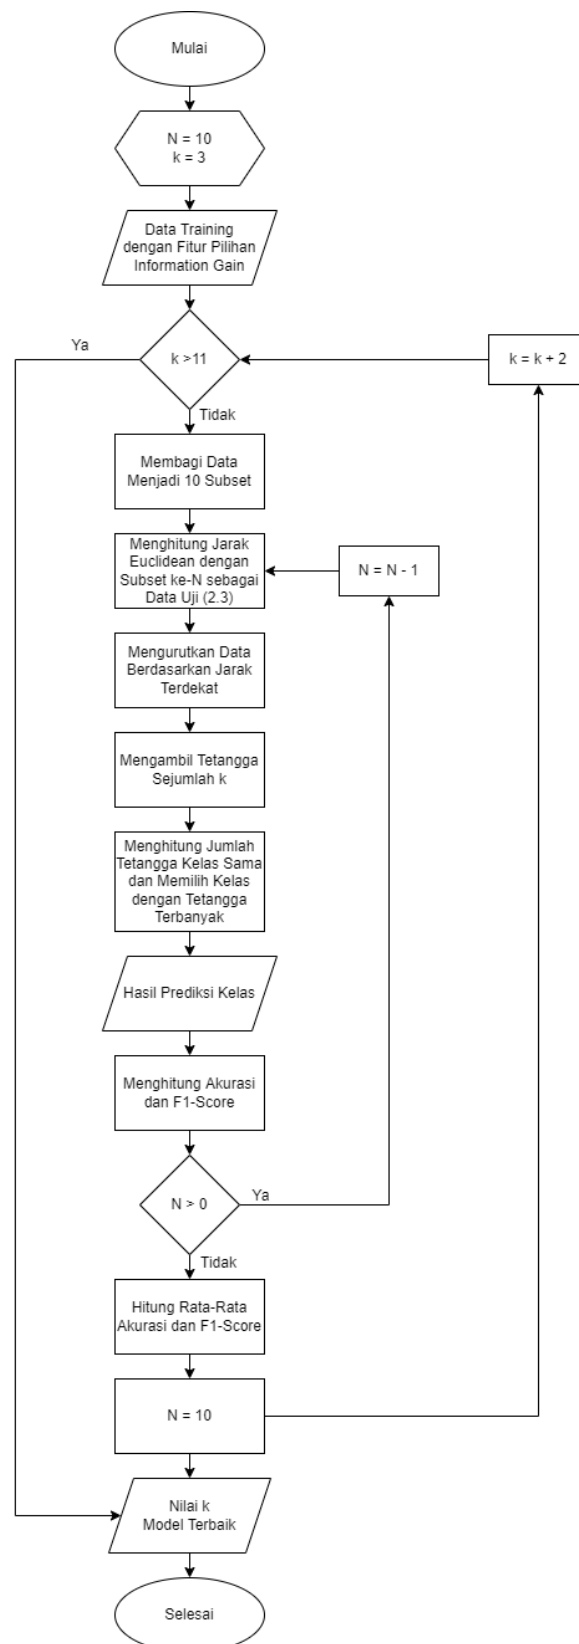 Mulai
N = 10
k = 3
Data Training
dengan Fitur Pilihan
Information Gain
Ya
k >11
k = k + 2
Tidak
Membagi Data
Menjadi 10 Subset
Menghitung Jarak
Euclidean dengan
Subset ke-N sebagai
Data Uji (2.3)
N = N - 1
Mengurutkan Data
Berdasarkan Jarak
Terdekat
Mengambil Tetangga
Sejumlah k
Menghitung Jumlah
Tetangga Kelas Sama
dan Memilih Kelas
dengan Tetangga
Terbanyak
Hasil Prediksi Kelas
Menghitung Akurasi
dan F1-Score
N > 0
Ya
Tidak
Hitung Rata-Rata
Akurasi dan F1-Score
N = 10
Nilai k
Model Terbaik
Selesai